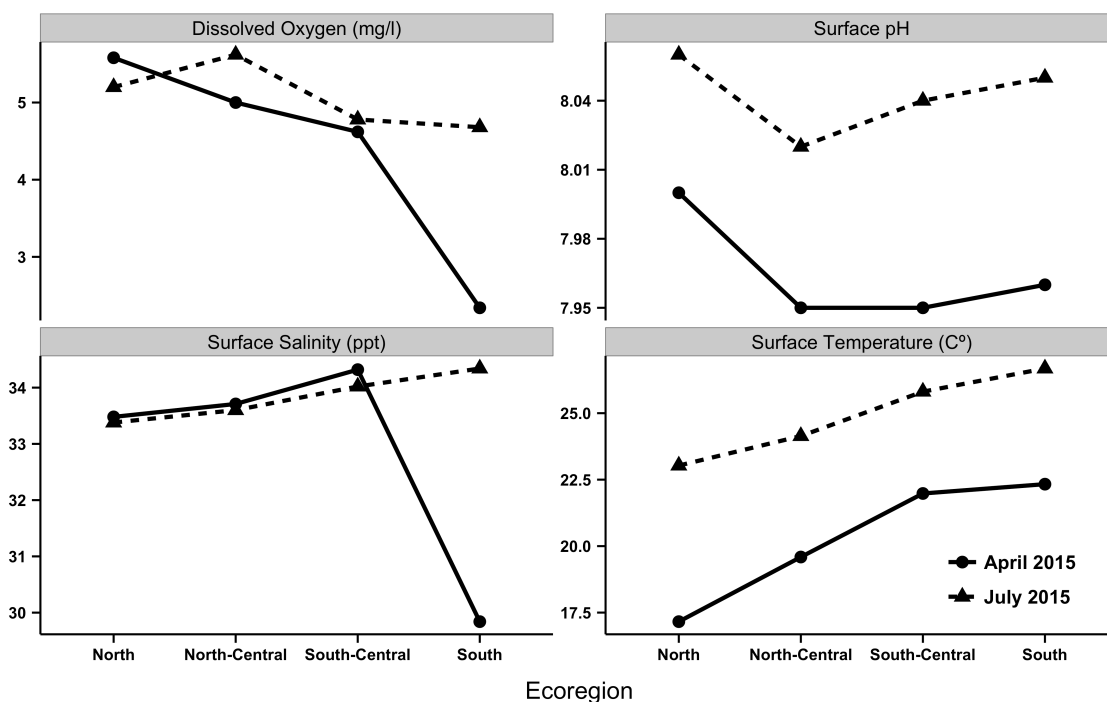 Dissolved Oxygen (mg/l)
5
4
3
Surface pH
8.04
8.01
7.98
7.95
Surface Salinity (ppt)
34
33
32
31
30
North North-Central South-Central South
Surface Temperature (Cº)
25.0
22.5
20.0
17.5
April 2015
July 2015
North North-Central South-Central South
Ecoregion